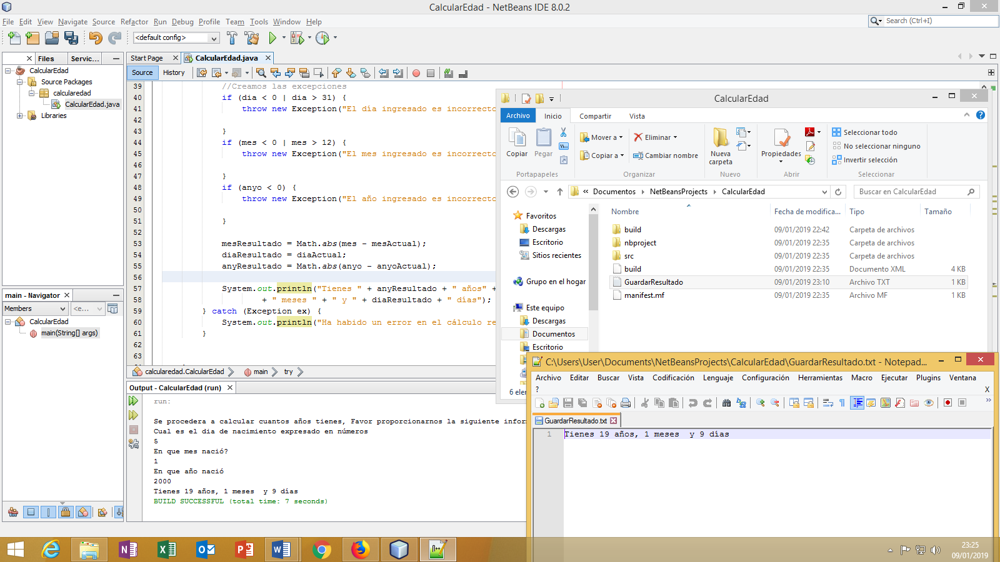 CalcularEdad - NetBeans IDE 8.0.2
File Edit View Navigate Source Refactor Run Debug Profile Team Tools Window Help
Search (Ctrl+I)
<default config>
Files Servic...
CalcularEdad
Source Packages
calcularedad
CalcularEdad.java
Libraries
Start Page CalcularEdad.java
Source History
39 //Creamos las excepciones
40 if (dia < 0 | dia > 31) {
41 throw new Exception("El día ingresado es incorrecto
42
43 }
44 if (mes < 0 | mes > 12) {
45 throw new Exception("El mes ingresado es incorrecto
46
47 }
48 if (anyo < 0) {
49 throw new Exception("El año ingresado es incorrecto
50
51 }
52
53 mesResultado = Math.abs(mes - mesActual);
54 diaResultado = diaActual;
55 anyResultado = Math.abs(anyo - anyoActual);
56
57 System.out.println("Tienes " + anyResultado + " años" +
58 + " meses " + " y " + diaResultado + " días");
59 } catch (Exception ex) {
60 System.out.println("Ha habido un error en el cálculo re
61 }
62
63
calcularedad.CalcularEdad main try
main - Navigator
Members <e...
CalcularEdad
main(String[] args)
Output - CalcularEdad (run)
run:
Se procedera a calcular cuantos años tienes, Favor proporcionarnos la siguiente infor
Cual es el dia de nacimiento expresado en números
5
En que mes nació?
1
En que año nació
2000
Tienes 19 años, 1 meses  y 9 días
BUILD SUCCESSFUL (total time: 7 seconds)
CalcularEdad
Archivo Inicio Compartir Vista
Copiar Pegar
Portapapeles
Mover a Eliminar
Copiar a Cambiar nombre
Organizar
Nueva carpeta
Nuevo
Propiedades
Abrir
Seleccionar todo
No seleccionar ninguno
Invertir selección
Seleccionar
« Documentos NetBeansProjects CalcularEdad
Buscar en CalcularEdad
Favoritos
Descargas
Escritorio
Sitios recientes
Grupo en el hogar
Este equipo
Descargas
Documentos
Escritorio
6 eler
Nombre Fecha de modifica... Tipo Tamaño
build 09/01/2019 22:42 Carpeta de archivos
nbproject 09/01/2019 22:35 Carpeta de archivos
src 09/01/2019 22:35 Carpeta de archivos
build 09/01/2019 22:35 Documento XML 4 KB
GuardarResultado 09/01/2019 23:10 Archivo TXT 1 KB
manifest.mf 09/01/2019 22:35 Archivo MF 1 KB
C:\Users\User\Documents\NetBeansProjects\CalcularEdad\GuardarResultado.txt - Notepad...
Archivo Editar Buscar Vista Codificación Lenguaje Configuración Herramientas Macro Ejecutar Plugins Ventana
? X
GuardarResultado.txt
1 Tienes 19 años, 1 meses  y 9 días
23:25
09/01/2019